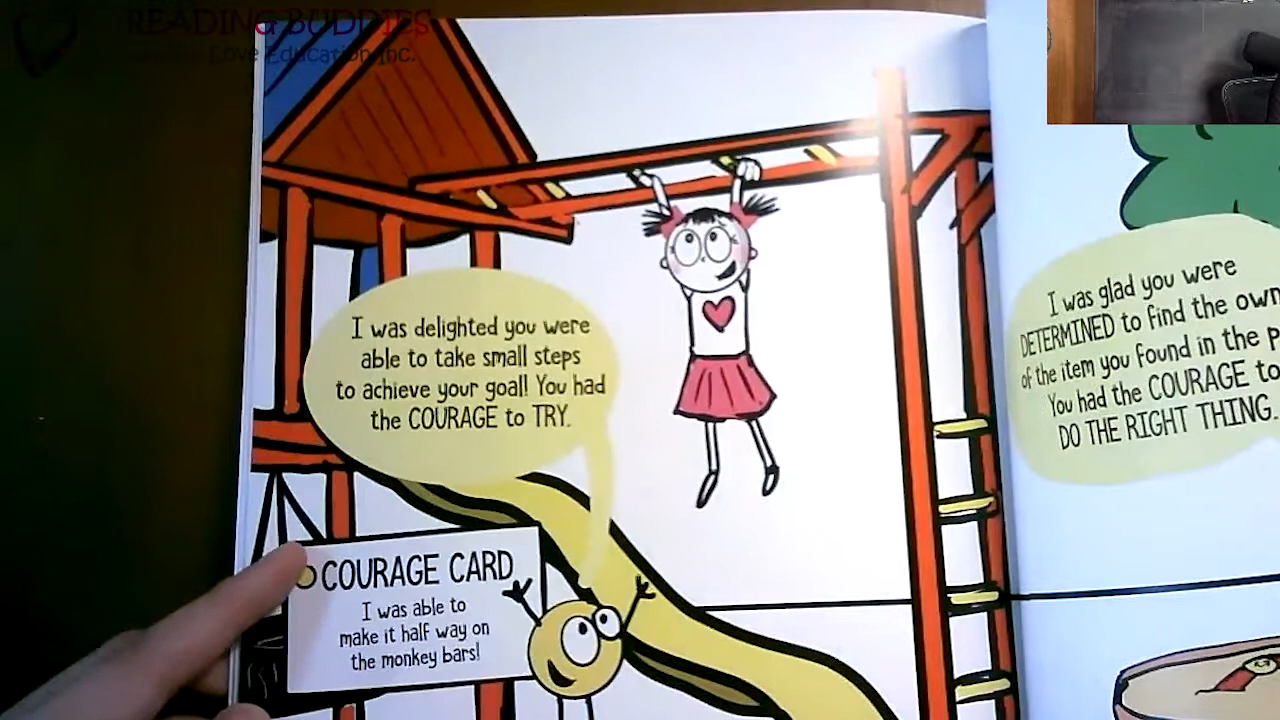 READING BUDDIES
Love Education Inc.
I was delighted you were
able to take small steps
to achieve your goal! You had
the COURAGE to TRY.
COURAGE CARD
I was able to
make it half way on
the monkey bars!
I was glad you were
DETERMINED to find the
of the item you found in the
You had the COURAGE to
DO THE RIGHT THING.